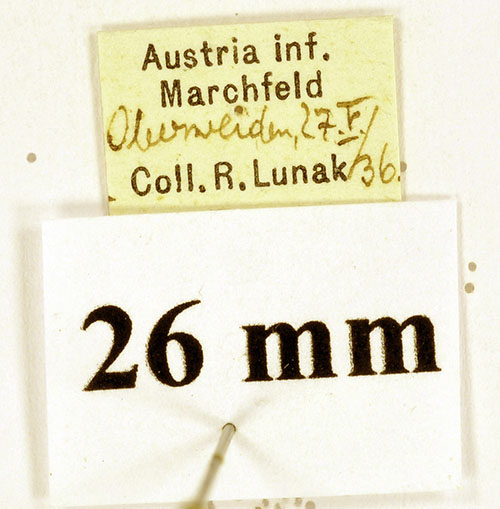 Austria inf.
Marchfeld
Oberweiden, 27.V./36.
Coll. R. Lunak
26 mm